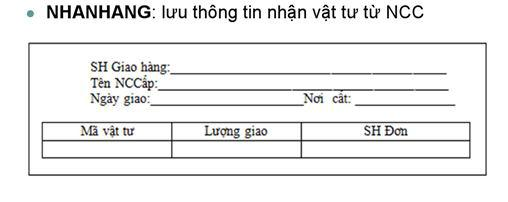 NHANHANG: lưu thông tin nhận vật tư từ NCC
SH Giao hàng:
Tên NCCấp:
Ngày giao: Nơi cất:
Mã vật tư Lượng giao SH Đơn